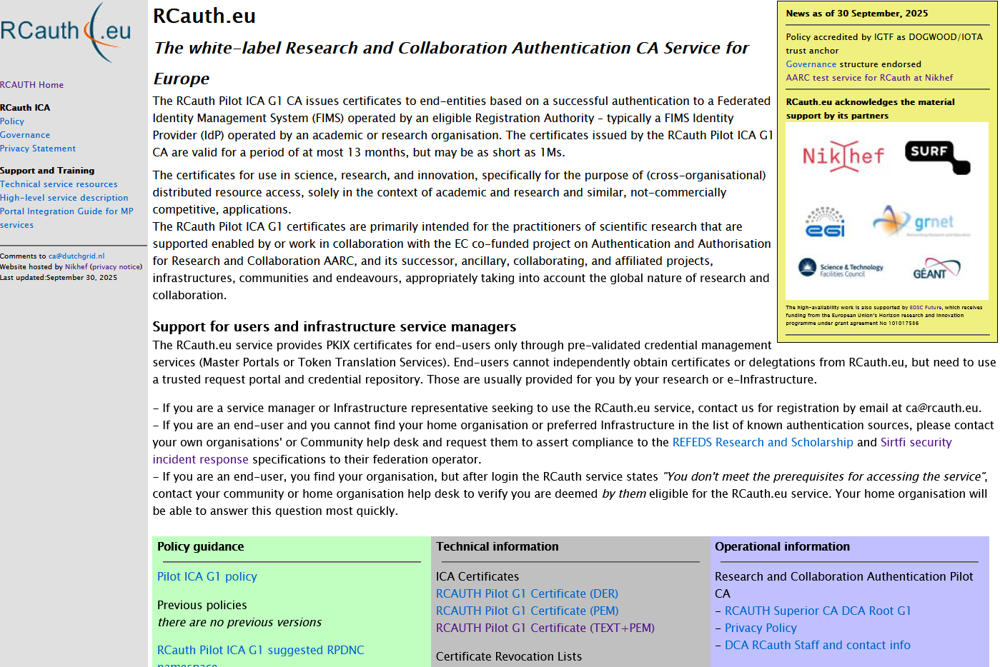 RCauth.eu
RCAUTH Home
RCauth ICA
Policy
Governance
Privacy Statement
Support and Training
Technical service resources
High-level service description
Portal Integration Guide for MP
services
Comments to ca@dutchgrid.nl
Website hosted by Nikhef (privacy notice)
Last updated:September 30, 2025
RCauth.eu
The white-label Research and Collaboration Authentication CA Service for
Europe
The RCauth Pilot ICA G1 CA issues certificates to end-entities based on a successful authentication to a Federated
Identity Management System (FIMS) operated by an eligible Registration Authority - typically a FIMS Identity
Provider (IdP) operated by an academic or research organisation. The certificates issued by the RCauth Pilot ICA G1
CA are valid for a period of at most 13 months, but may be as short as 1Ms.
The certificates for use in science, research, and innovation, specifically for the purpose of (cross-organisational)
distributed resource access, solely in the context of academic and research and similar, not-commercially
competitive, applications.
The RCauth Pilot ICA G1 certificates are primarily intended for the practitioners of scientific research that are
supported enabled by or work in collaboration with the EC co-funded project on Authentication and Authorisation
for Research and Collaboration AARC, and its successor, ancillary, collaborating, and affiliated projects,
infrastructures, communities and endeavours, appropriately taking into account the global nature of research and
collaboration.
News as of 30 September, 2025
Policy accredited by IGTF as DOGWOOD/IOTA
trust anchor
Governance structure endorsed
AARC test service for RCauth at Nikhef
RCauth.eu acknowledges the material
support by its partners
Nikhef
SURF
egi
grnet
Networking Research and Education
Science & Technology
Facilities Council
GÉANT
The high-availability work is also supported by EOSC Future, which receives
funding from the European Union's Horizon research and innovation
programme under grant agreement No 101017586
Support for users and infrastructure service managers
The RCauth.eu service provides PKIX certificates for end-users only through pre-validated credential management
services (Master Portals or Token Translation Services). End-users cannot independently obtain certificates or delegtations from RCauth.eu, but need to use
a trusted request portal and credential repository. Those are usually provided for you by your research or e-Infrastructure.
- If you are a service manager or Infrastructure representative seeking to use the RCauth.eu service, contact us for registration by email at ca@rcauth.eu.
- If you are an end-user and you cannot find your home organisation or preferred Infrastructure in the list of known authentication sources, please contact
your own organisations' or Community help desk and request them to assert compliance to the REFEDS Research and Scholarship and Sirtfi security
incident response specifications to their federation operator.
- If you are an end-user, you find your organisation, but after login the RCauth service states "You don't meet the prerequisites for accessing the service",
contact your community or home organisation help desk to verify you are deemed by them eligible for the RCauth.eu service. Your home organisation will
be able to answer this question most quickly.
Policy guidance
Pilot ICA G1 policy
Previous policies
there are no previous versions
RCauth Pilot ICA G1 suggested RPDNC
namespace
Technical information
ICA Certificates
RCAUTH Pilot G1 Certificate (DER)
RCAUTH Pilot G1 Certificate (PEM)
RCAUTH Pilot G1 Certificate (TEXT+PEM)
Certificate Revocation Lists
Operational information
Research and Collaboration Authentication Pilot
CA
- RCAUTH Superior CA DCA Root G1
- Privacy Policy
- DCA RCauth Staff and contact info